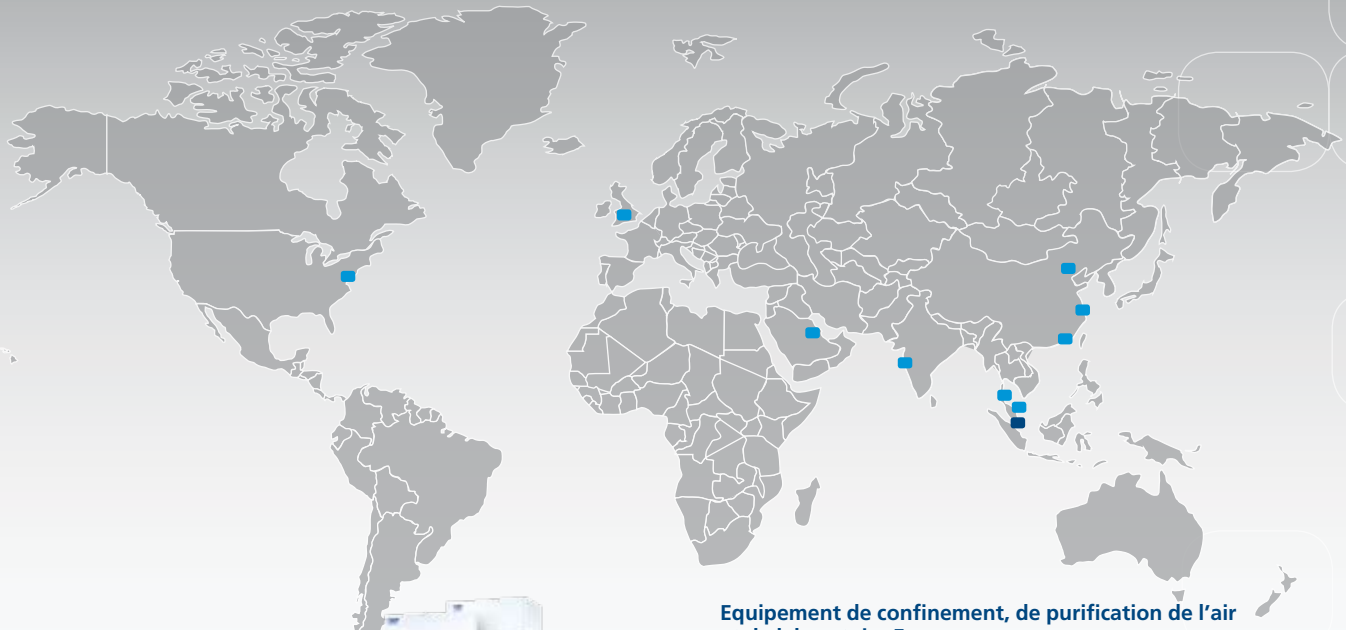 Equipement de confinement, de purification de l’air